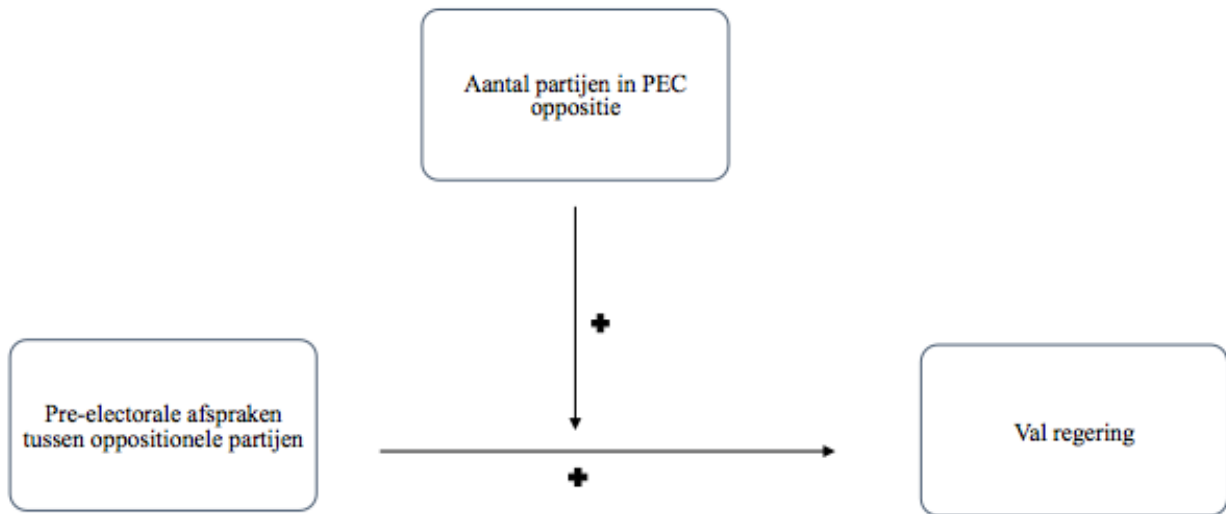 Aantal partijen in PEC
oppositie
+
Pre-electorale afspraken
tussen oppositionele partijen
+
Val regering